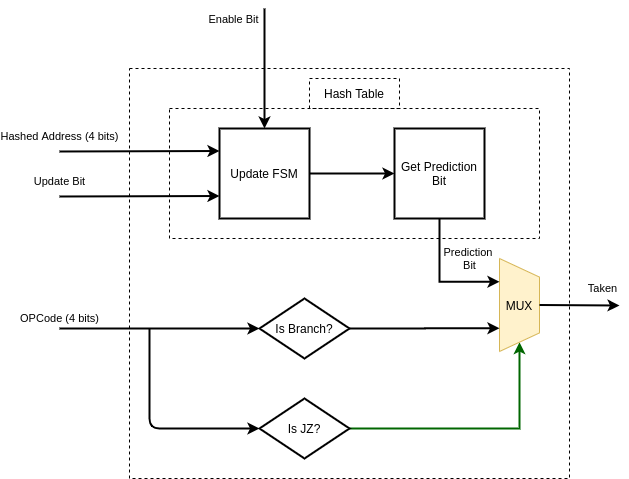 Enable Bit
Hash Table
Hashed Address (4 bits)
Update Bit
Update FSM
Get Prediction
Bit
Prediction
Bit
Taken
MUX
OPCode (4 bits)
Is Branch?
Is JZ?